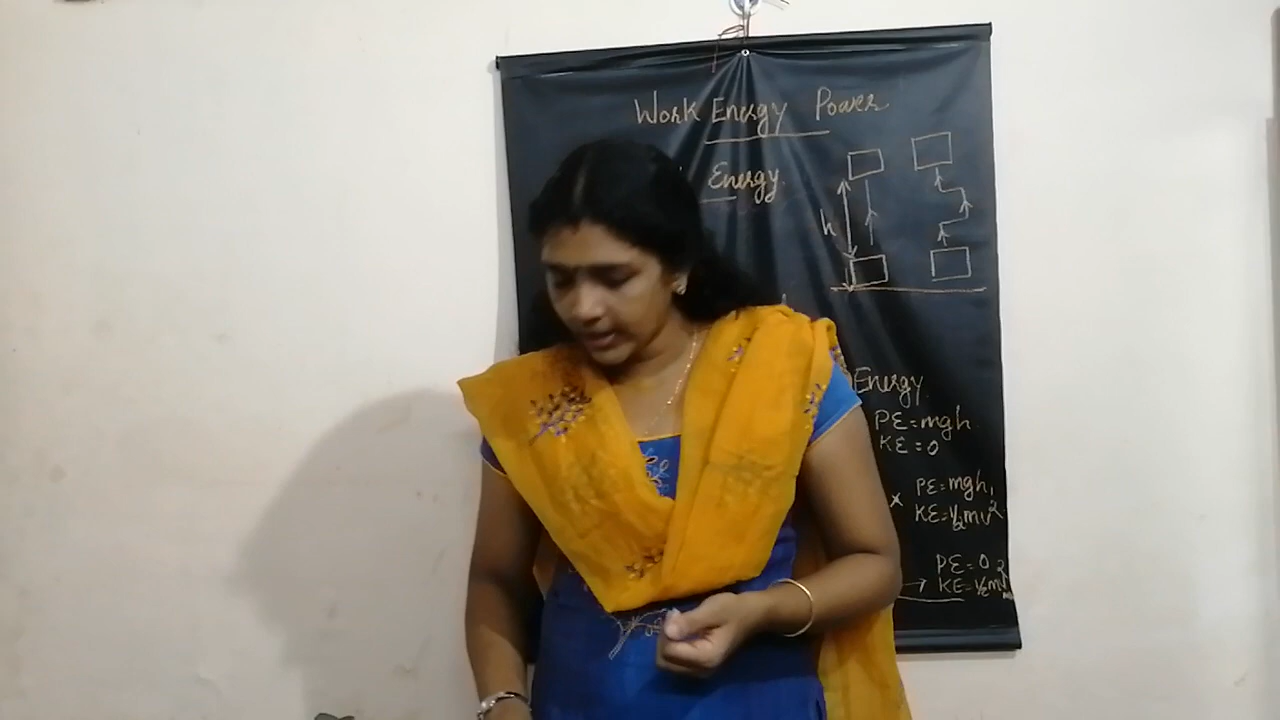 Work Energy Power
Energy.
h
Energy.
PE=mgh
KE=0
x PE=mgh,
KE=½mv²
PE=0
→ KE=½mv²